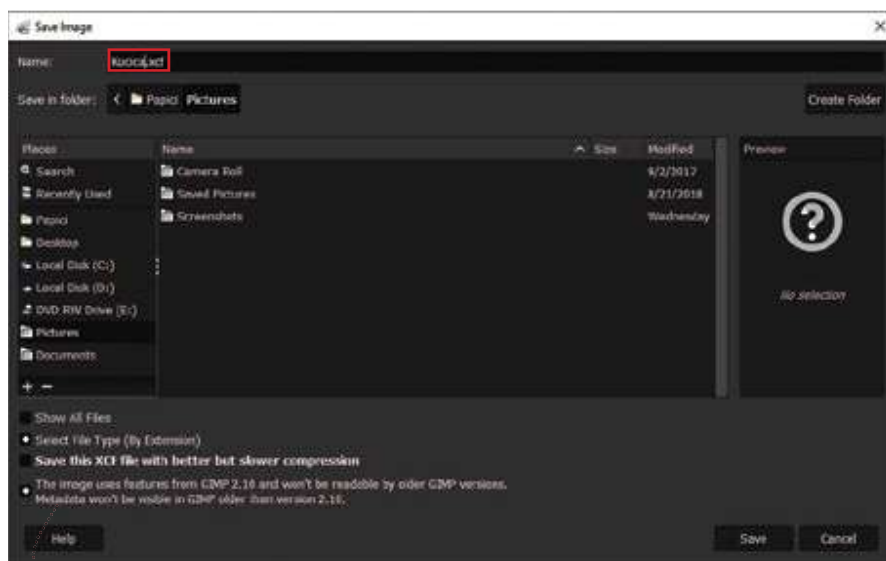 Save Image
Name: Kucica.xcf
Save in folder: Papici Pictures Create Folder
Places Name Size Modified Preview
Search Camera Roll 9/2/2017
Recently Used Saved Pictures 8/21/2018
Papici Screenshots Wednesday
Desktop
Local Disk (C:)
Local Disk (D:)
No selection
DVD RW Drive (E:)
Pictures
Documents
Show All Files
Select File Type (By Extension)
Save this XCF file with better but slower compression
The image uses features from GIMP 2.10 and won't be readable by older GIMP versions.
Metadata won't be visible in GIMP older than version 2.10.
Help Save Cancel